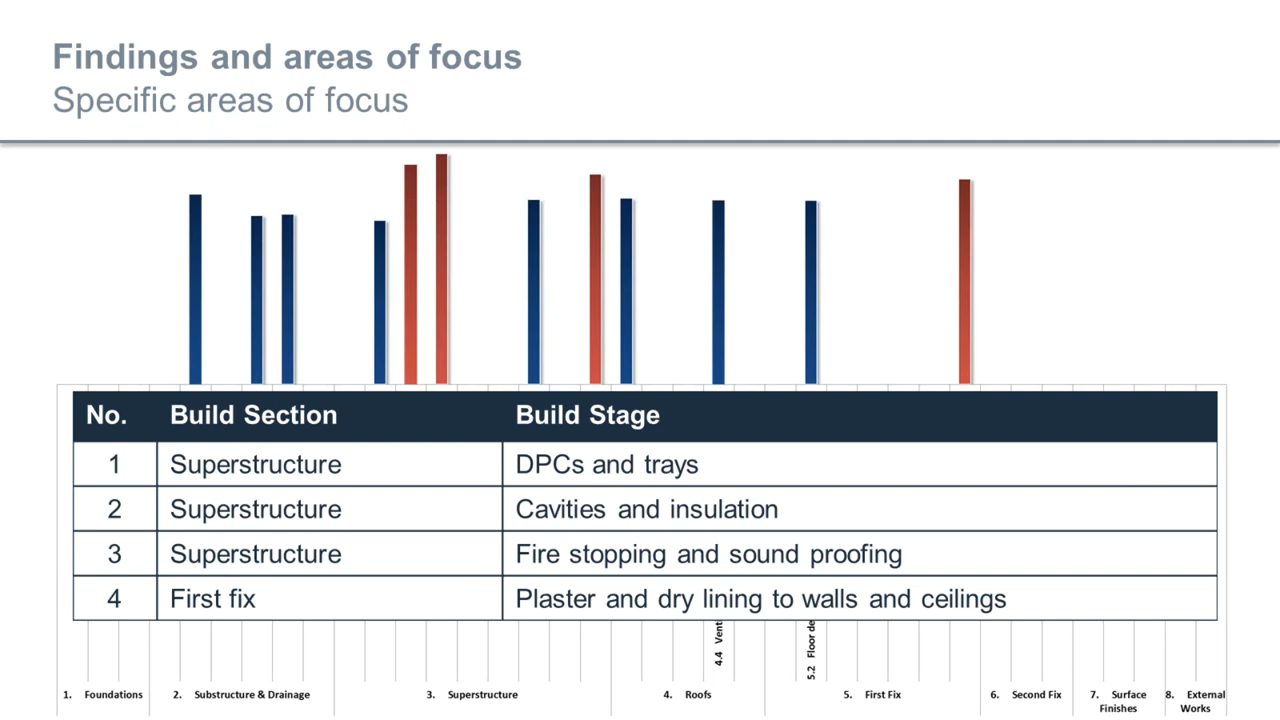 Findings and areas of focus
Specific areas of focus
No. Build Section Build Stage
1 Superstructure DPCs and trays
2 Superstructure Cavities and insulation
3 Superstructure Fire stopping and sound proofing
4 First fix Plaster and dry lining to walls and ceilings
4.4 Vent
5.2 Floor de
1. Foundations 2. Substructure & Drainage 3. Superstructure 4. Roofs 5. First Fix 6. Second Fix 7. Surface 8. External
Finishes Works